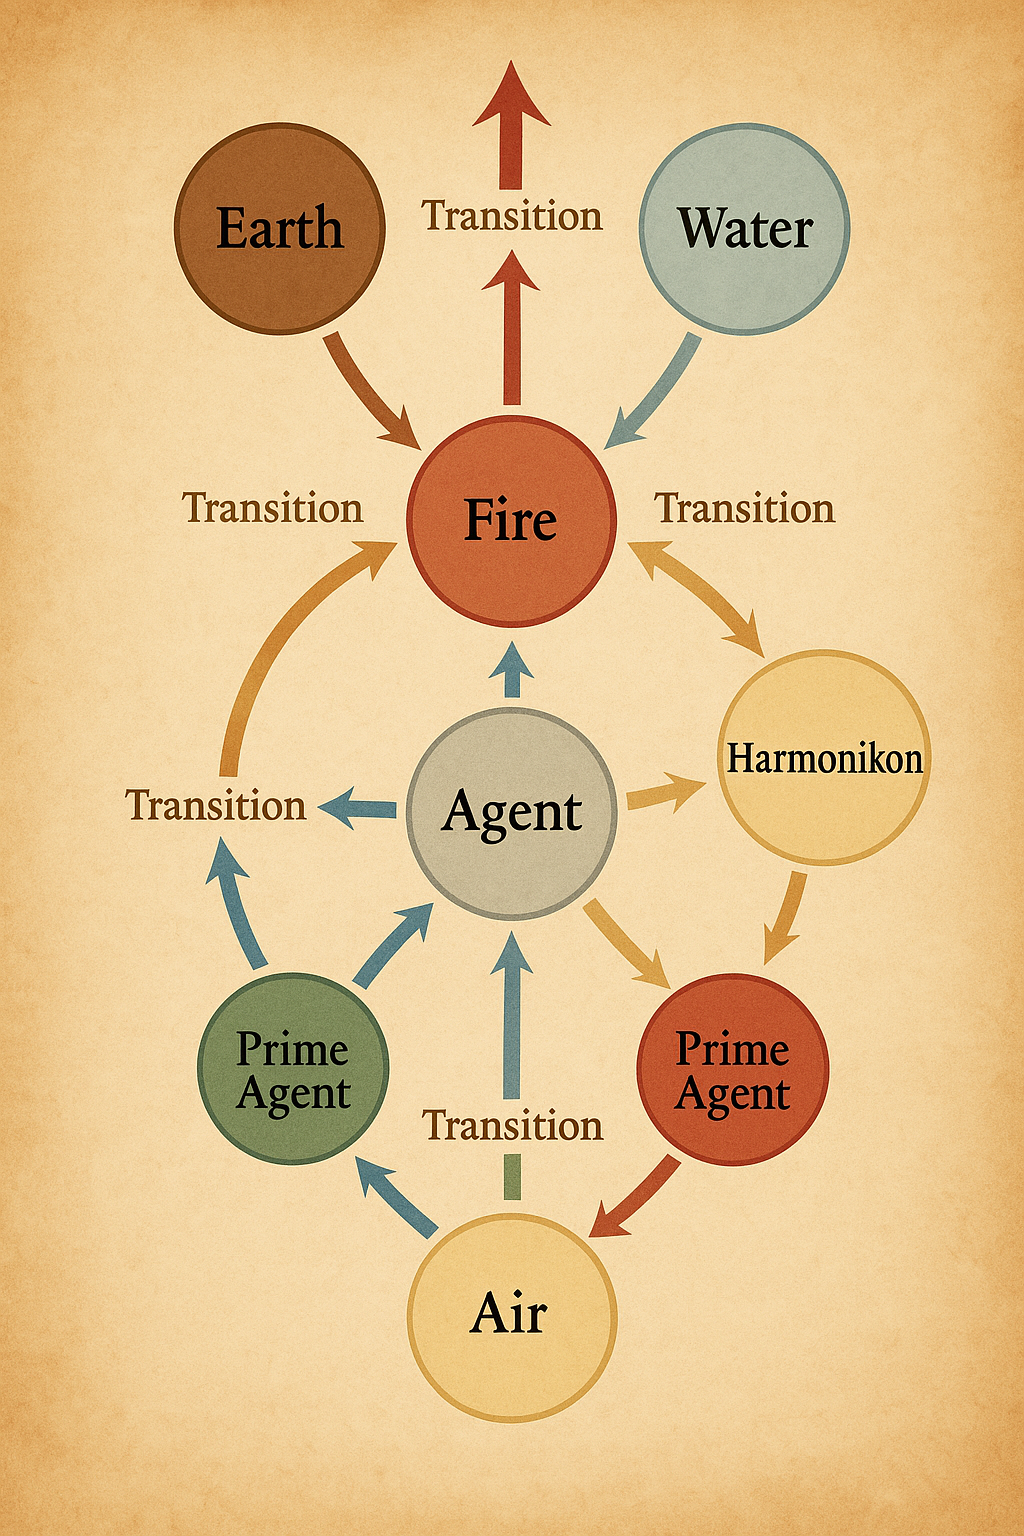 Earth
Transition
Water
Transition
Fire
Transition
Harmonikon
Transition
Agent
Prime
Agent
Prime
Agent
Transition
Air